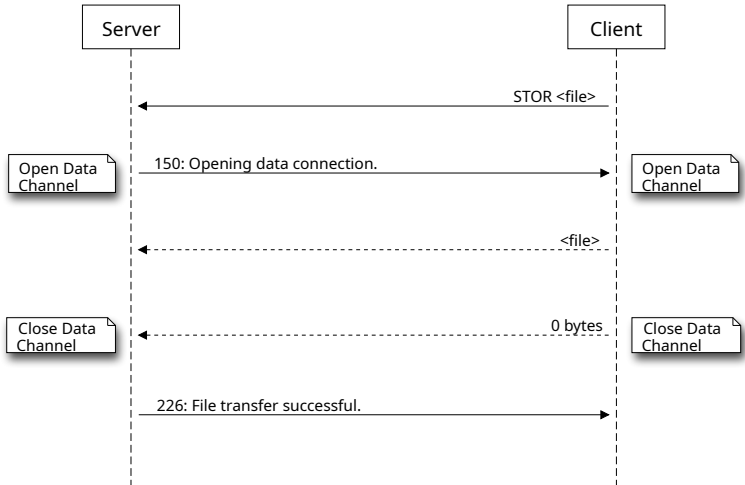 Server
Client
STOR <file>
Open Data
Channel
150: Opening data connection.
Open Data
Channel
<file>
Close Data
Channel
0 bytes
Close Data
Channel
226: File transfer successful.